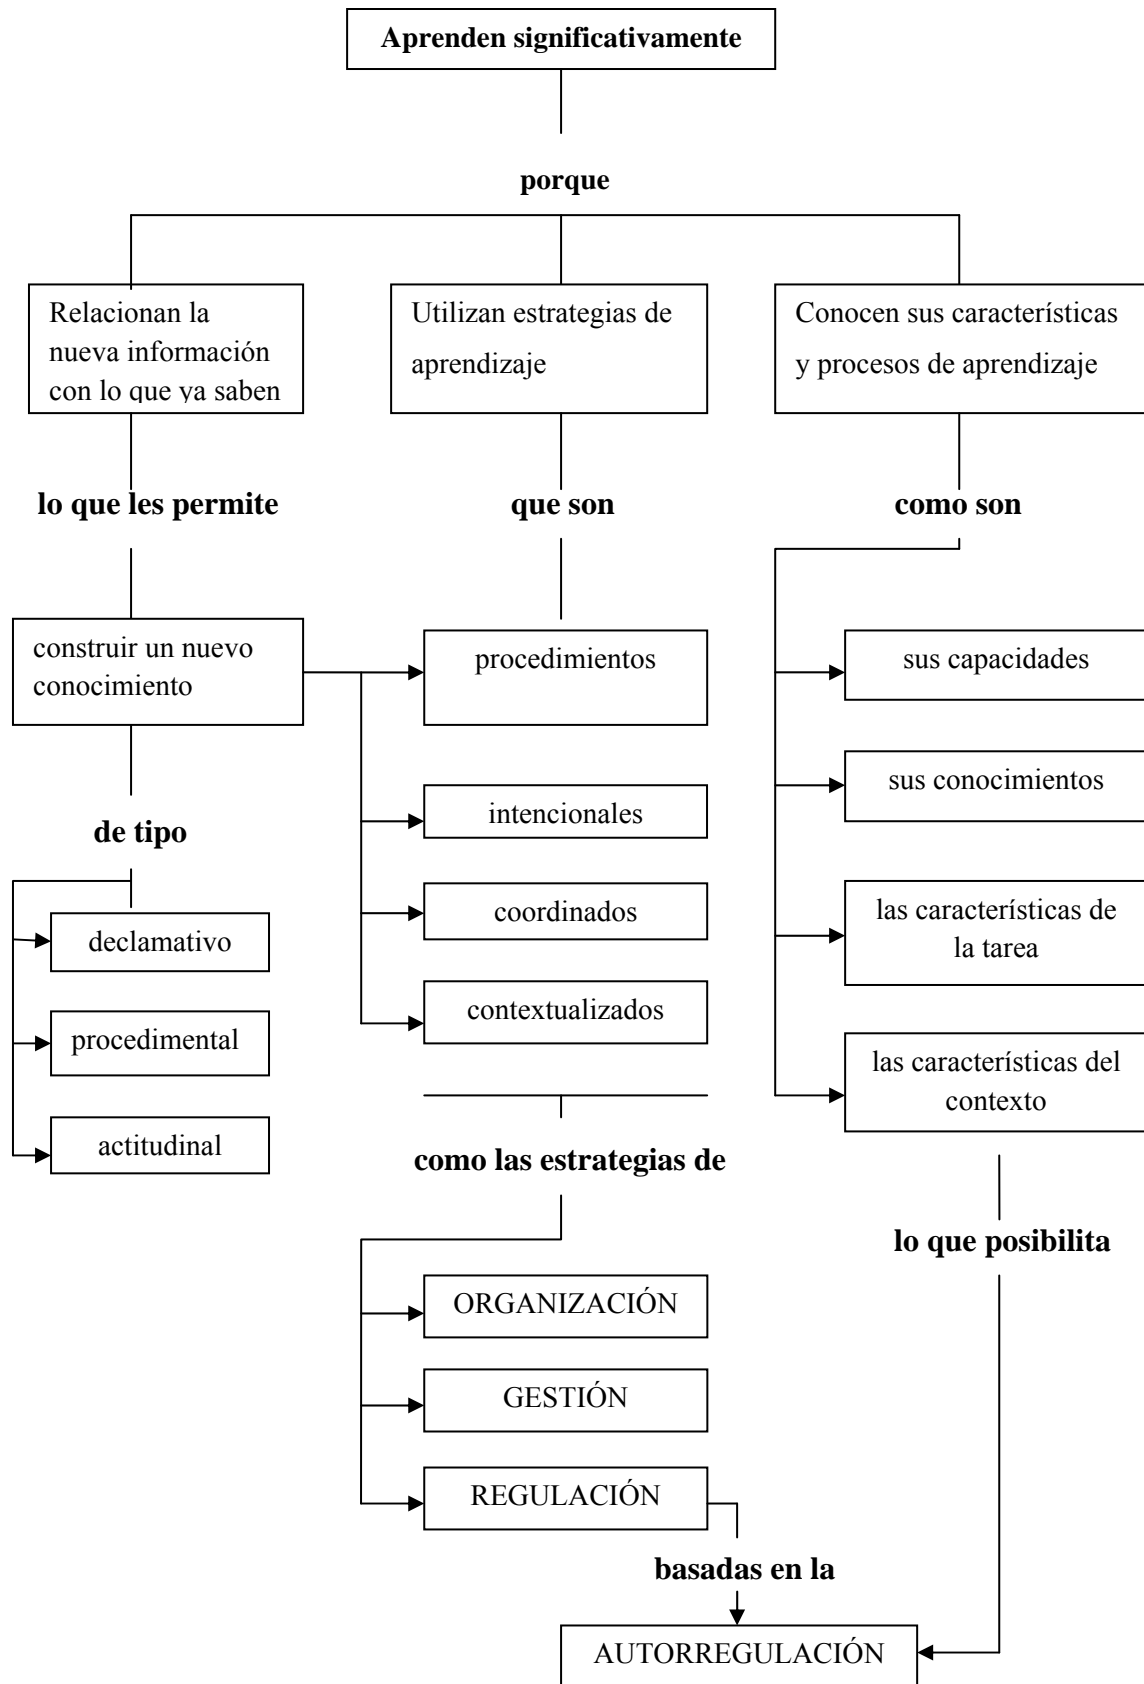 Aprenden significativamente
porque
Relacionan la
nueva información
con lo que ya saben
Utilizan estrategias de
aprendizaje
Conocen sus características
y procesos de aprendizaje
lo que les permite
que son
como son
construir un nuevo
conocimiento
procedimientos
sus capacidades
sus conocimientos
intencionales
de tipo
coordinados
las características de
la tarea
declamativo
contextualizados
procedimental
las características del
contexto
actitudinal
como las estrategias de
lo que posibilita
ORGANIZACIÓN
GESTIÓN
REGULACIÓN
basadas en la
AUTORREGULACIÓN